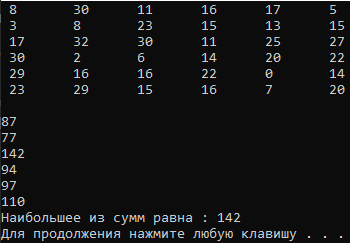 8 30 11 16 17 5
3 8 23 15 13 15
17 32 30 11 25 27
30 2 6 14 20 22
29 16 16 22 0 14
23 29 15 16 7 20
87
77
142
94
97
110
Наибольшее из сумм равна : 142
Для продолжения нажмите любую клавишу . . .